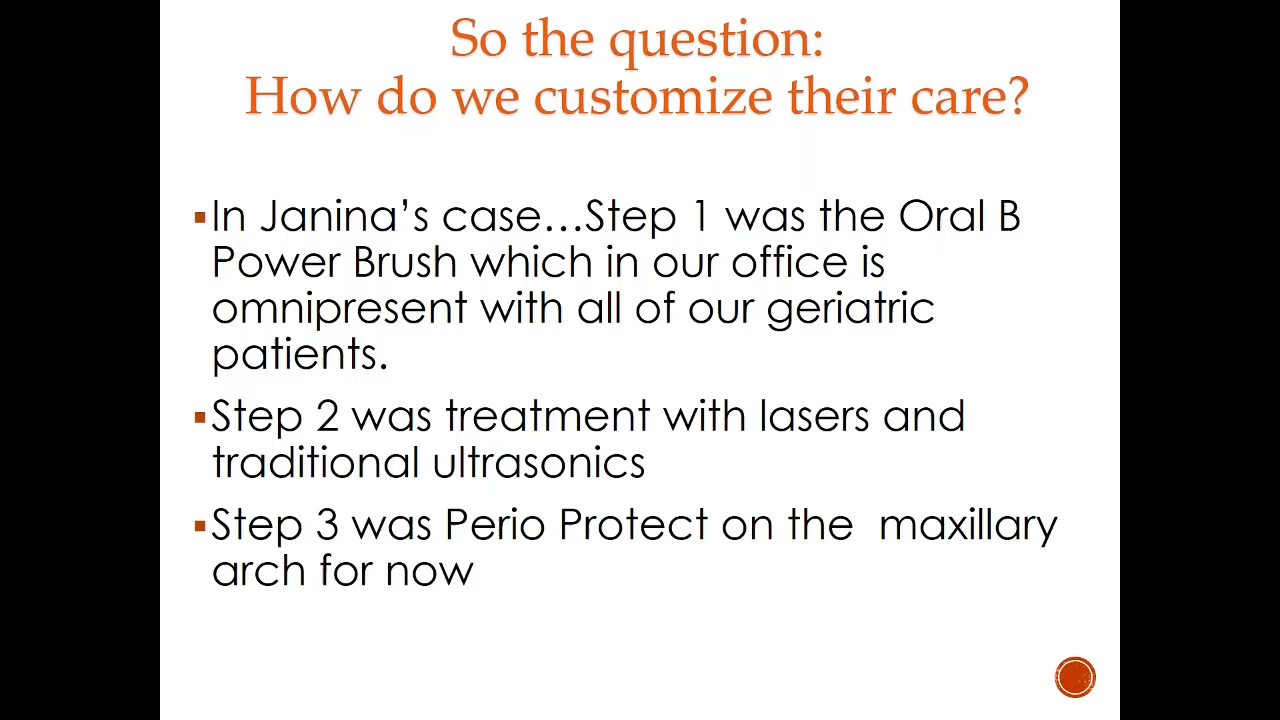 So the question:
How do we customize their care?
▪In Janina's case...Step 1 was the Oral B
Power Brush which in our office is
omnipresent with all of our geriatric
patients.
▪Step 2 was treatment with lasers and
traditional ultrasonics
▪Step 3 was Perio Protect on the  maxillary
arch for now